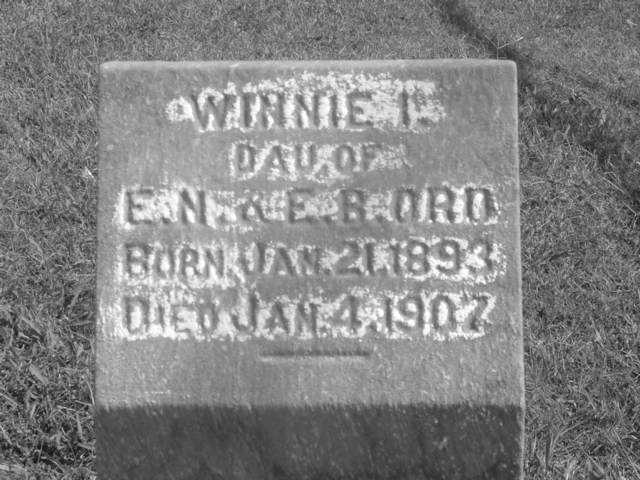 WINNIE I.
DAU. OF
E. N. & E. B. ORD
BORN JAN. 21, 1893
DIED JAN. 4, 1907